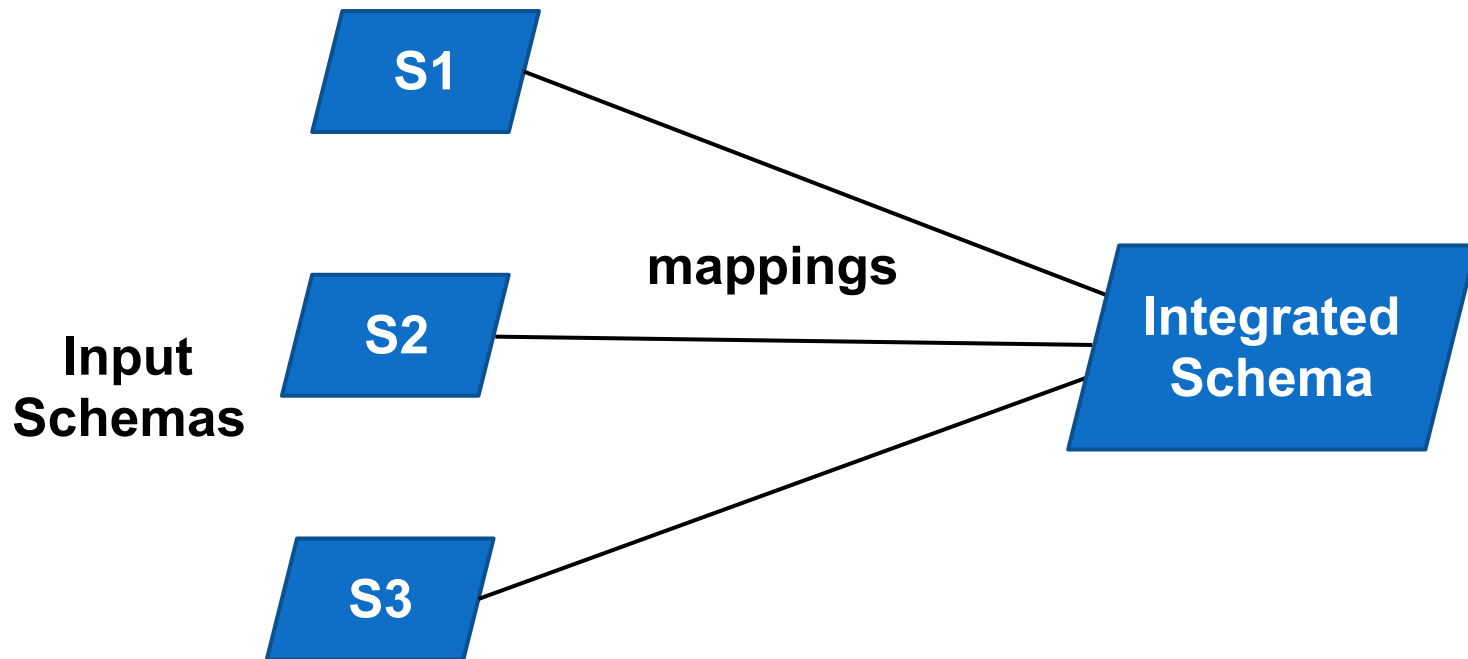 S1
mappings
Integrated
Schema
S2
Input
Schemas
S3